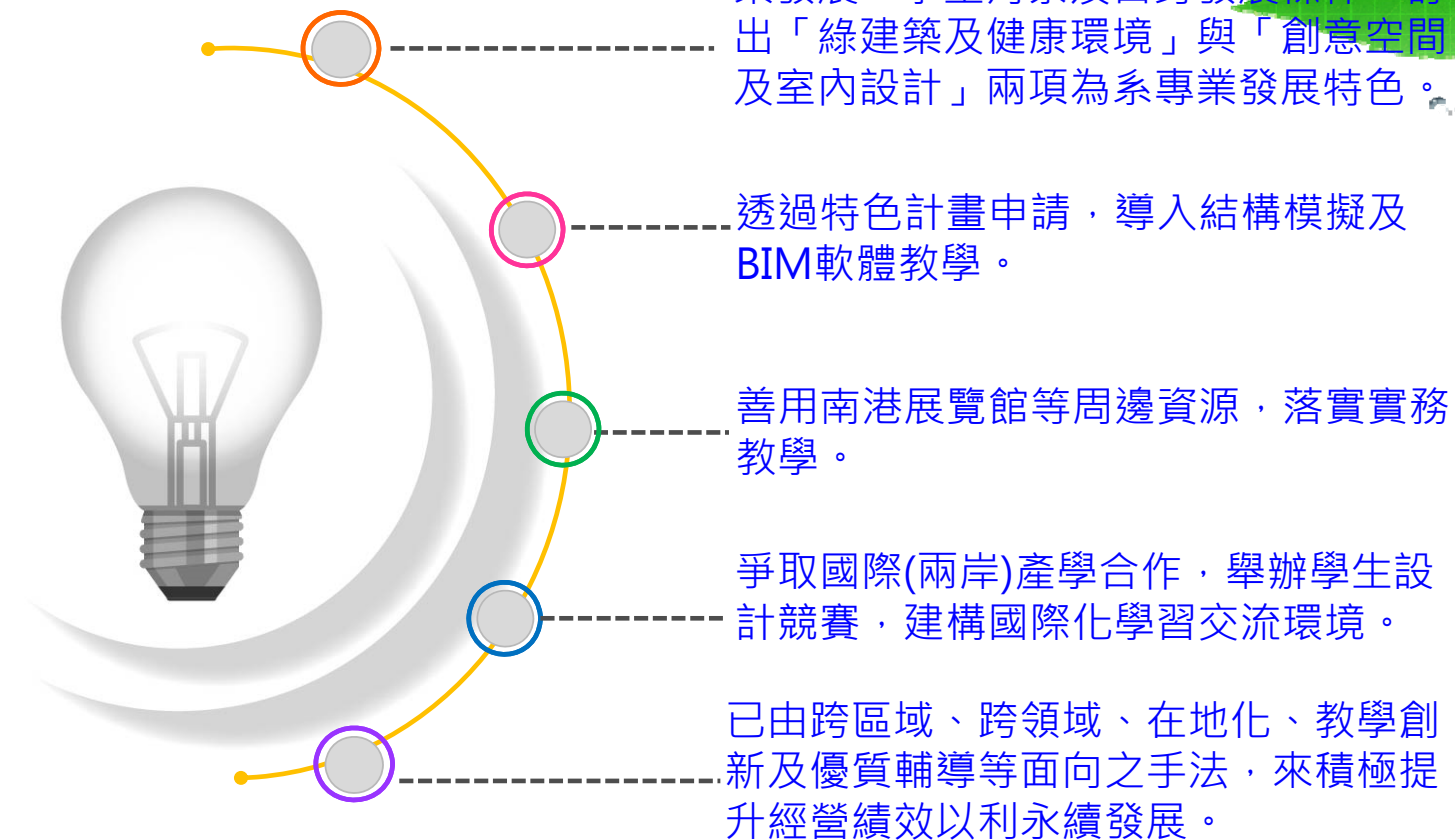 出「綠建築及健康環境」與「創意空間
及室內設計」兩項為系專業發展特色。
透過特色計畫申請，導入結構模擬及
BIM軟體教學。
善用南港展覽館等周邊資源，落實實務
教學。
爭取國際(兩岸)產學合作，舉辦學生設
計競賽，建構國際化學習交流環境。
已由跨區域、跨領域、在地化、教學創
新及優質輔導等面向之手法，來積極提
升經營績效以利永續發展。